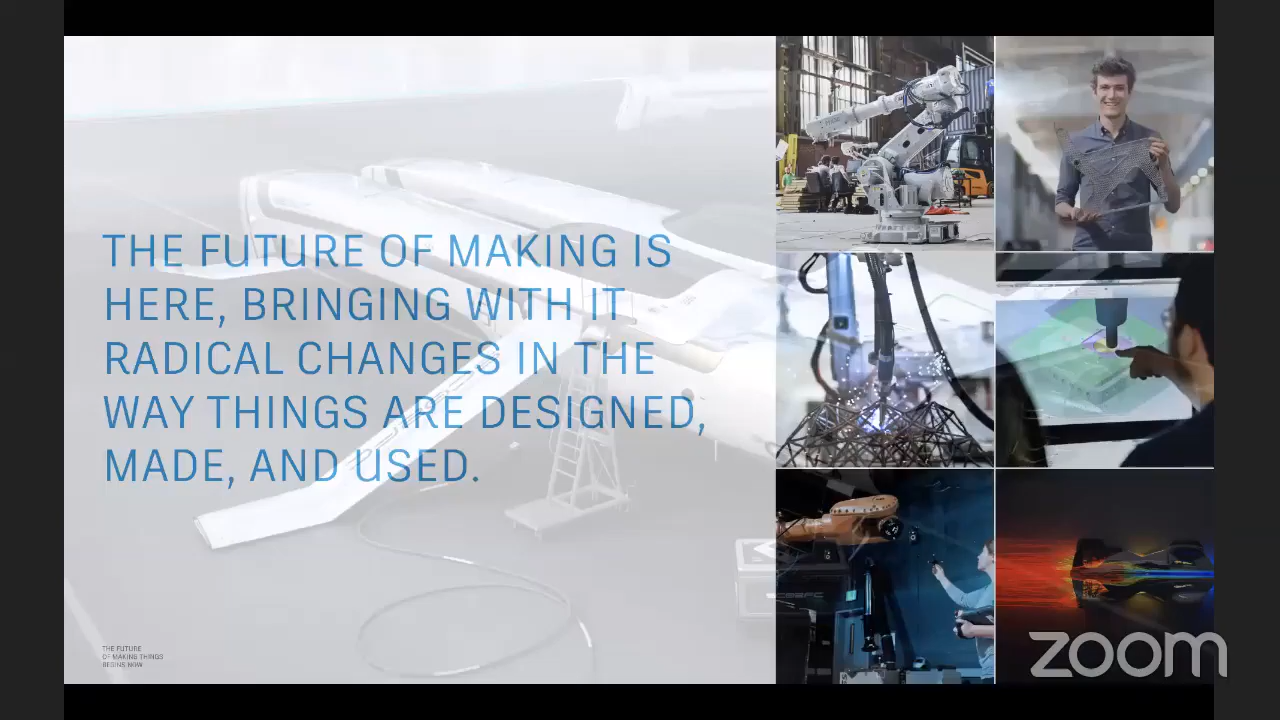 THE FUTURE OF MAKING IS
HERE, BRINGING WITH IT
RADICAL CHANGES IN THE
WAY THINGS ARE DESIGNED,
MADE, AND USED.
THE FUTURE
OF MAKING THINGS
BEGINS NOW
zoom